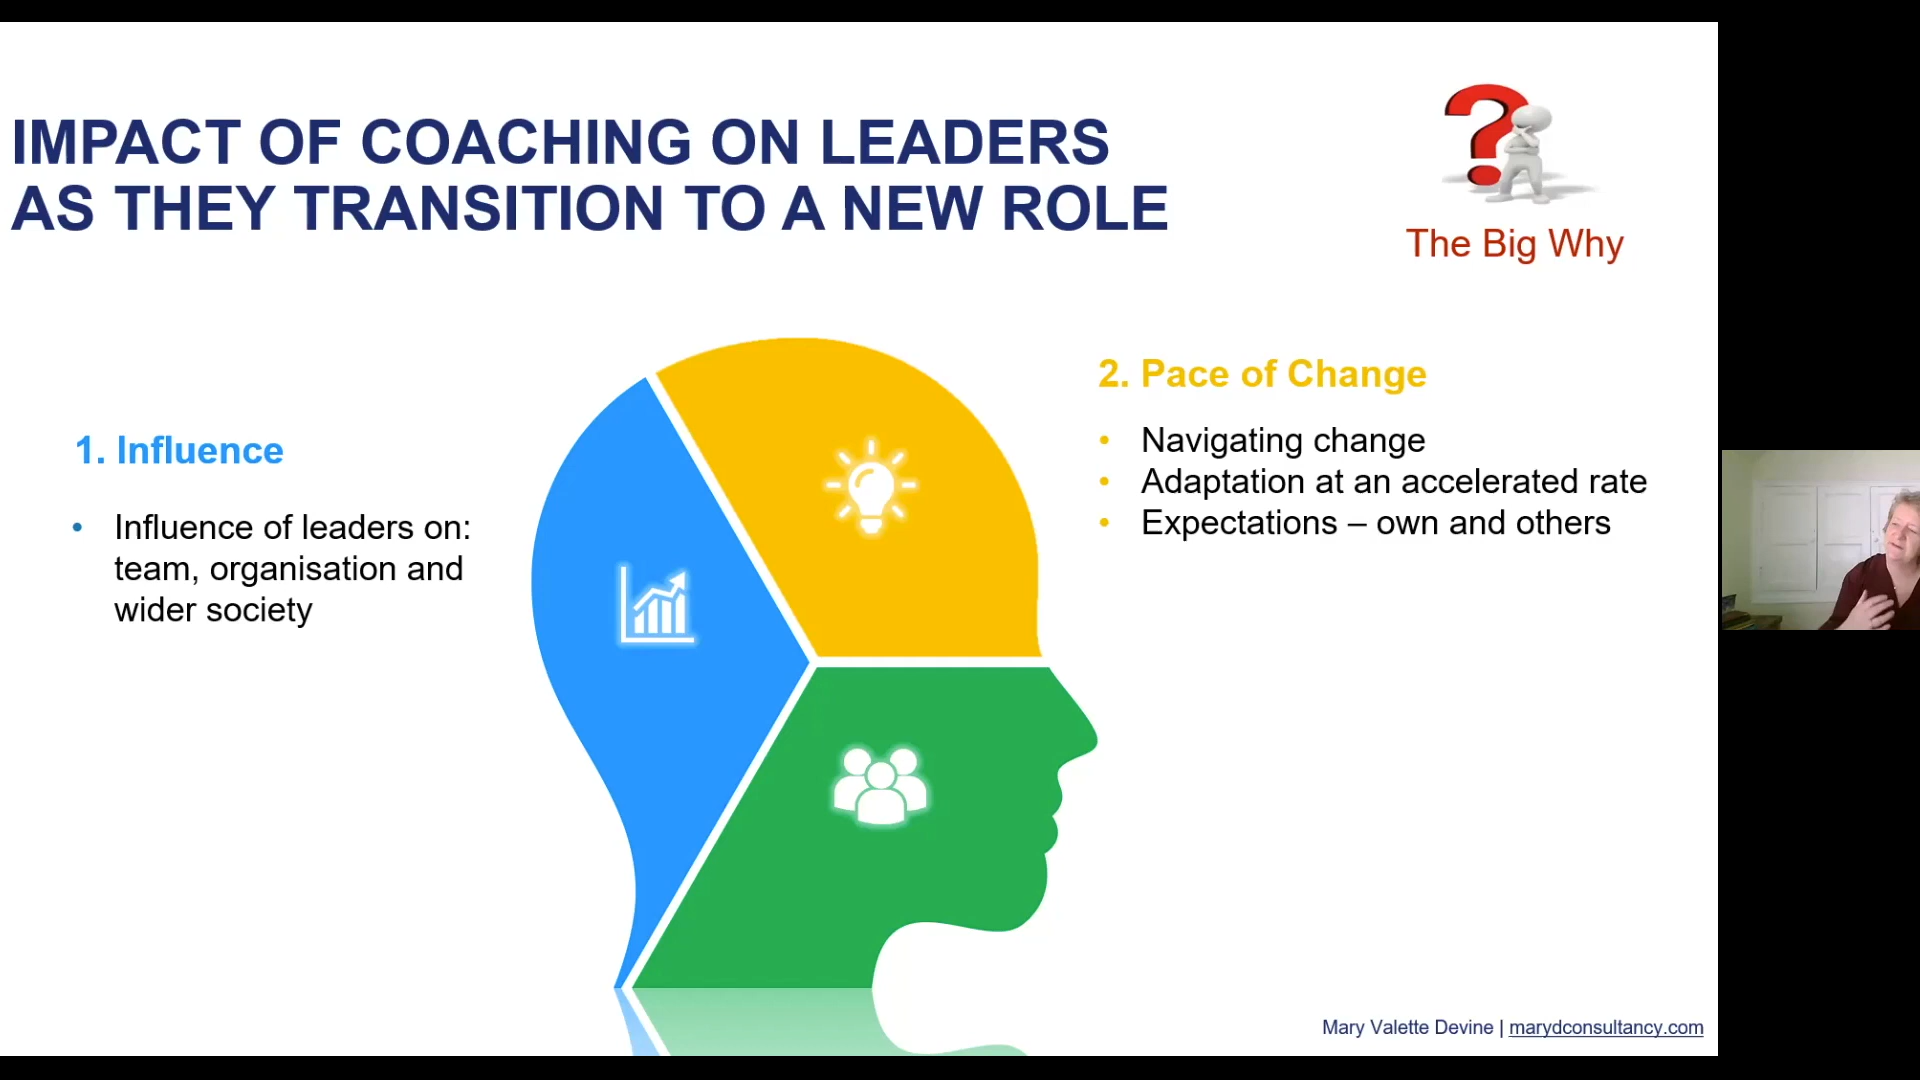 IMPACT OF COACHING ON LEADERS
AS THEY TRANSITION TO A NEW ROLE
The Big Why
1. Influence
• Influence of leaders on:
team, organisation and
wider society
2. Pace of Change
• Navigating change
• Adaptation at an accelerated rate
• Expectations – own and others
Mary Valette Devine | marydconsultancy.com